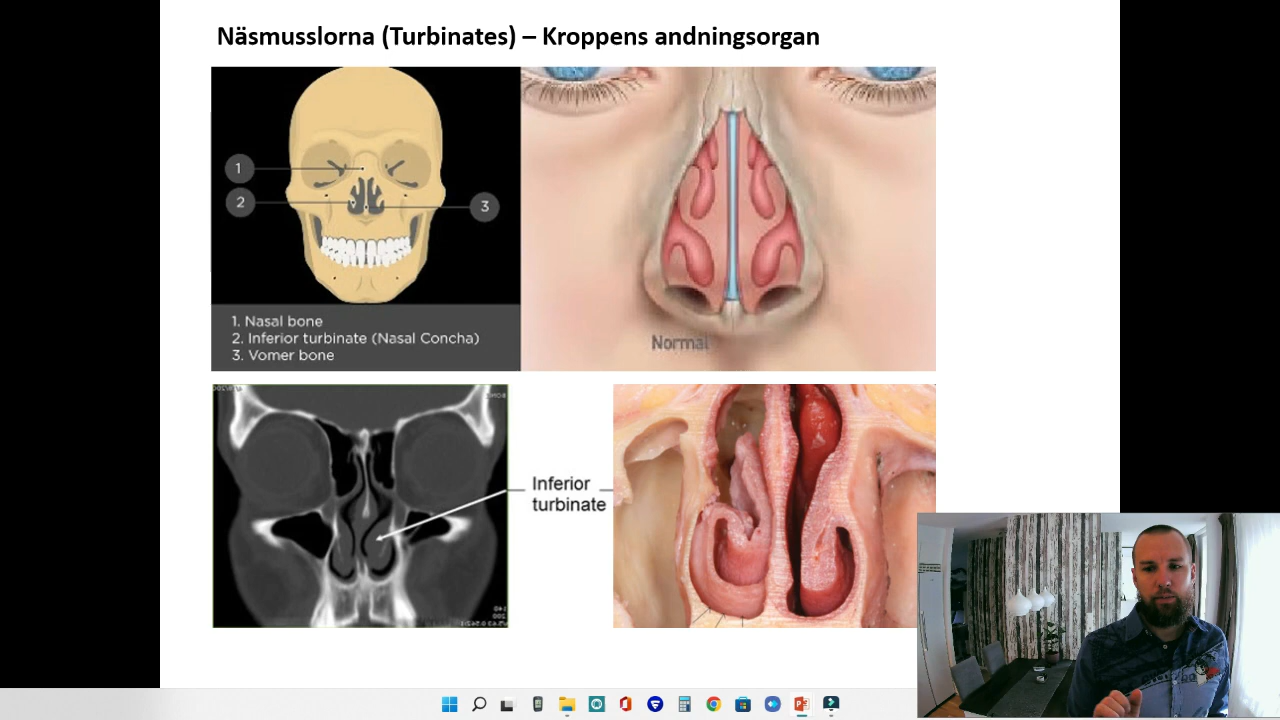 Näsmusslorna (Turbinates) – Kroppens andningsorgan
1
2
3
1. Nasal bone
2. Inferior turbinate (Nasal Concha)
3. Vomer bone
Normal
Inferior
turbinate